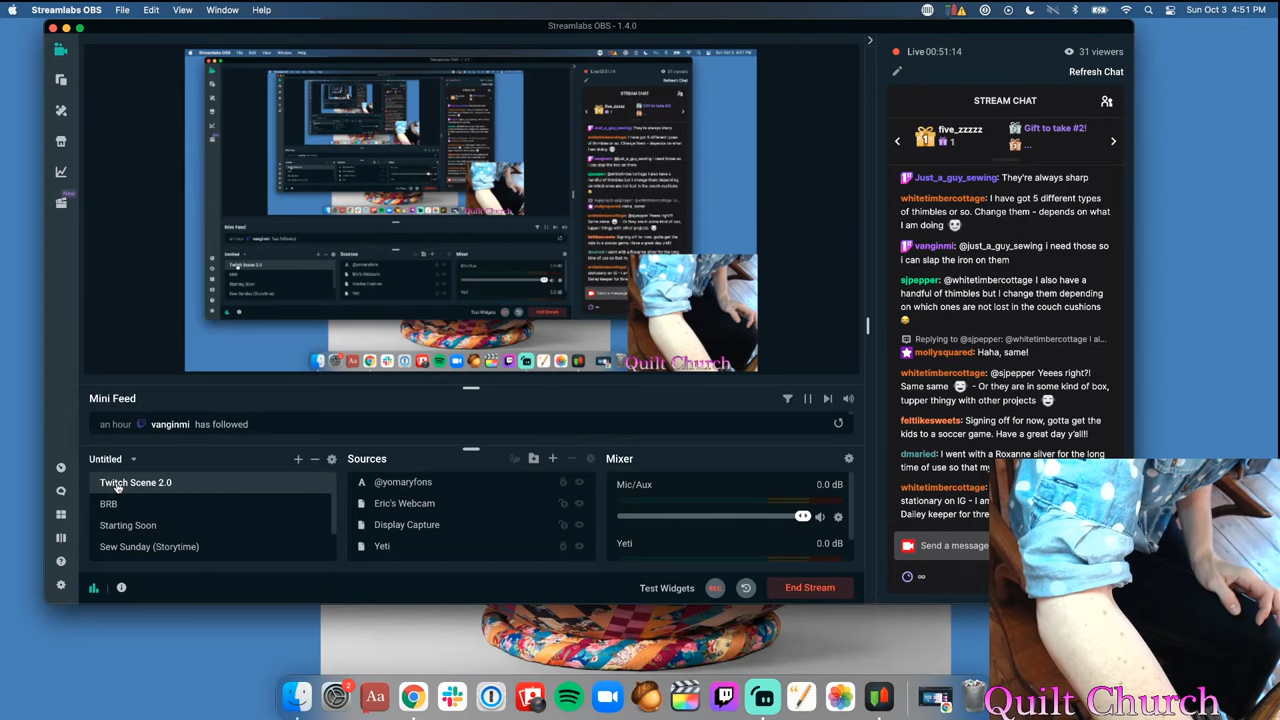 Streamlabs OBS File Edit View Window Help Sun Oct 3 4:51 PM
Streamlabs OBS - 1.4.0
Live 00:51:14 31 viewers
Refresh Chat
STREAM CHAT
five_zzzzz 1 Gift to take #2! ...
Just_a_guy_sewing: They're always
sharp
whitetimbercottage: I have got 5 different types
of thimbles or so. Change them
I am doing
vanginmi: @just_a_guy_sewing I need those so
I can slap the iron on them
sjpepper: @whitetimbercottage I also have a
handful of thimbles but I change them depending
on which ones are not lost in the couch cushions
Replying to @sjpepper: @whitetimbercottage I al...
mollysquared: Haha, same!
whitetimbercottage: @sjpepper Yeees right?!
Same same - Or they are in some kind of box,
tupper thingy with other projects
feltlikesweets: Signing off for now, gotta get the
kids to a soccer game. Have a great day y'all!!
dmaried: I went with a Roxanne silver for the long
time of use so that my
whitetimbercottage:
stationary on IG - I am
Dailey keeper for thre
Send a message
Mini Feed
an hour vanginmi has followed
Untitled
Twitch Scene 2.0
BRB
Starting Soon
Sew Sunday (Storytime)
Sources
@yomaryfons
Eric's Webcam
Display Capture
Yeti
Mixer
Mic/Aux 0.0 dB
Yeti 0.0 dB
New
Test Widgets REC End Stream
Quilt Church